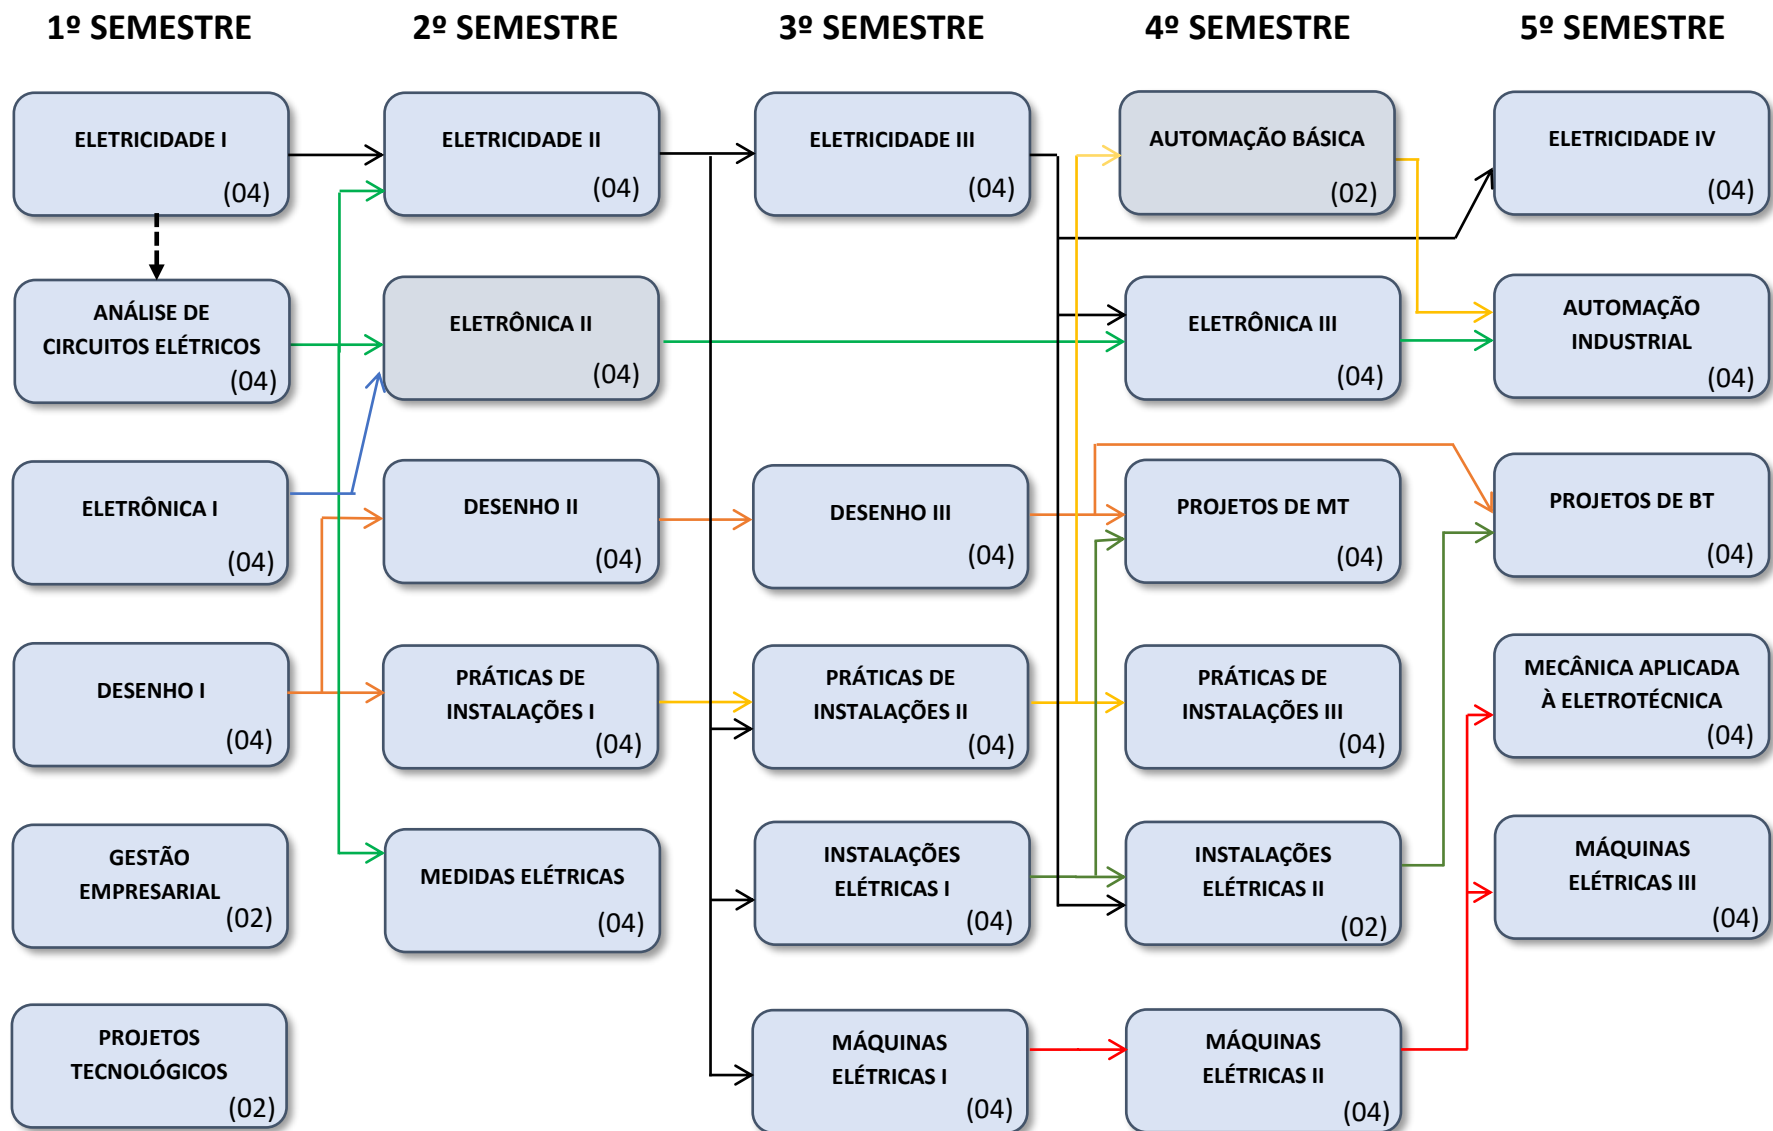 1º SEMESTRE
2º SEMESTRE
3º SEMESTRE
4º SEMESTRE
5º SEMESTRE
ELETRICIDADE I
(04)
ELETRICIDADE II
(04)
ELETRICIDADE III
(04)
AUTOMAÇÃO BÁSICA
(02)
ELETRICIDADE IV
(04)
ANÁLISE DE
CIRCUITOS ELÉTRICOS
(04)
ELETRÔNICA II
(04)
ELETRÔNICA III
(04)
AUTOMAÇÃO
INDUSTRIAL
(04)
ELETRÔNICA I
(04)
DESENHO II
(04)
DESENHO III
(04)
PROJETOS DE MT
(04)
PROJETOS DE BT
(04)
DESENHO I
(04)
PRÁTICAS DE
INSTALAÇÕES I
(04)
PRÁTICAS DE
INSTALAÇÕES II
(04)
PRÁTICAS DE
INSTALAÇÕES III
(04)
MECÂNICA APLICADA
À ELETROTÉCNICA
(04)
GESTÃO
EMPRESARIAL
(02)
MEDIDAS ELÉTRICAS
(04)
INSTALAÇÕES
ELÉTRICAS I
(04)
INSTALAÇÕES
ELÉTRICAS II
(02)
MÁQUINAS
ELÉTRICAS III
(04)
PROJETOS
TECNOLÓGICOS
(02)
MÁQUINAS
ELÉTRICAS I
(04)
MÁQUINAS
ELÉTRICAS II
(04)